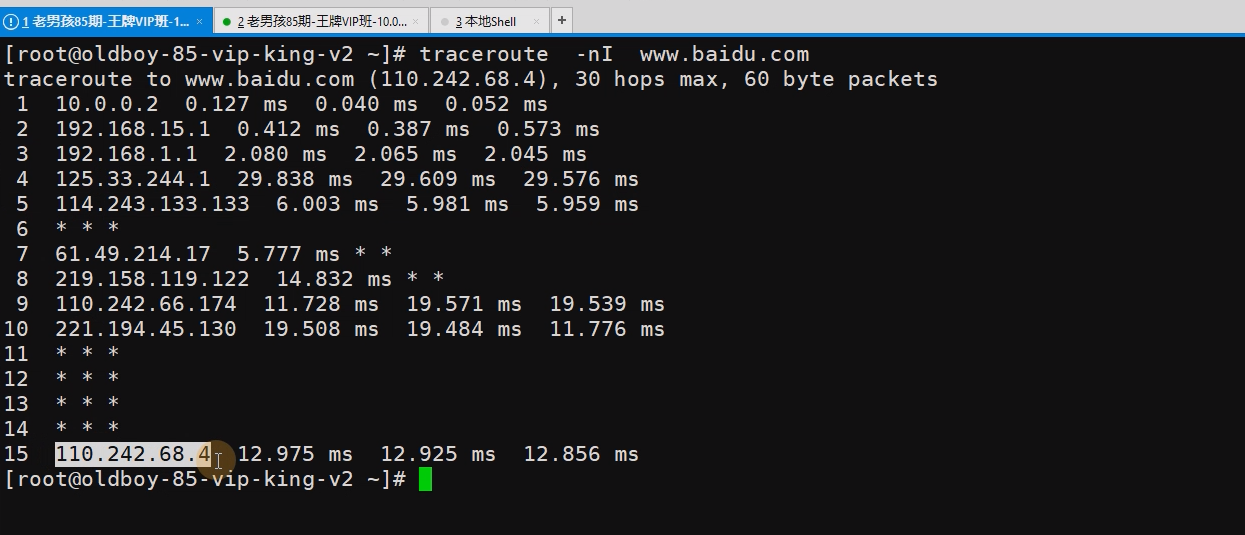 1 老男孩85期-王牌VIP班-1... × 2 老男孩85期-王牌VIP班-10.0... × 3 本地Shell × +
[root@oldboy-85-vip-king-v2 ~]# traceroute  -nI  www.baidu.com
traceroute to www.baidu.com (110.242.68.4), 30 hops max, 60 byte packets
 1  10.0.0.2  0.127 ms  0.040 ms  0.052 ms
 2  192.168.15.1  0.412 ms  0.387 ms  0.573 ms
 3  192.168.1.1  2.080 ms  2.065 ms  2.045 ms
 4  125.33.244.1  29.838 ms  29.609 ms  29.576 ms
 5  114.243.133.133  6.003 ms  5.981 ms  5.959 ms
 6  * * *
 7  61.49.214.17  5.777 ms * *
 8  219.158.119.122  14.832 ms * *
 9  110.242.66.174  11.728 ms  19.571 ms  19.539 ms
10  221.194.45.130  19.508 ms  19.484 ms  11.776 ms
11  * * *
12  * * *
13  * * *
14  * * *
15  110.242.68.4  12.975 ms  12.925 ms  12.856 ms
[root@oldboy-85-vip-king-v2 ~]#